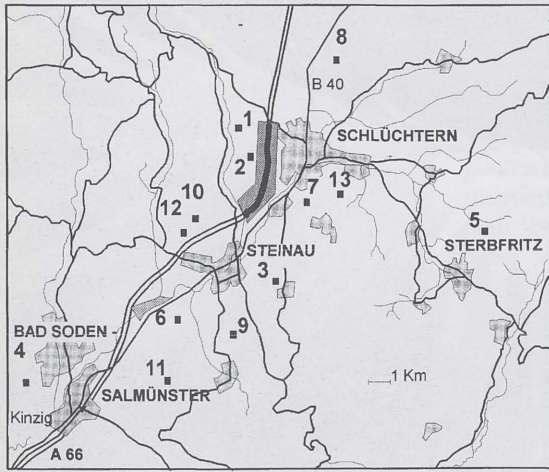 8
B 40
1
SCHLÜCHTERN
2
7
13
10
12
5
STEINAU
STERBFRITZ
3
6
9
BAD SODEN -
4
11
1 Km
SALMÜNSTER
Kinzig
A 66